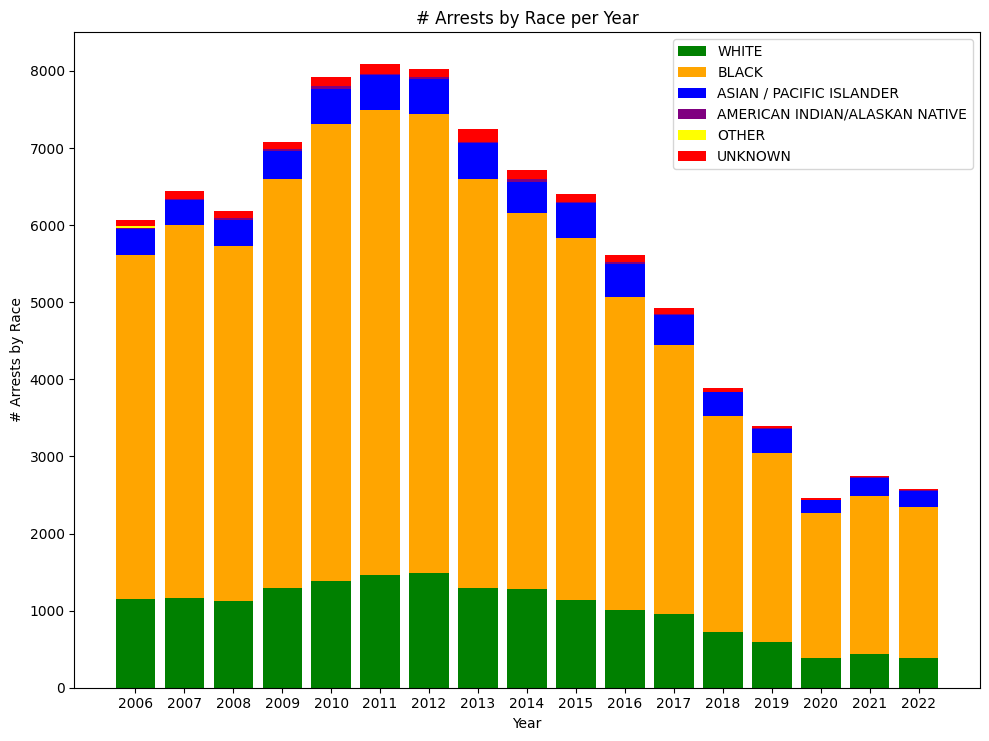 # Arrests by Race per Year
WHITE
BLACK
ASIAN / PACIFIC ISLANDER
AMERICAN INDIAN/ALASKAN NATIVE
OTHER
UNKNOWN
# Arrests by Race
8000
7000
6000
5000
4000
3000
2000
1000
0
2006 2007 2008 2009 2010 2011 2012 2013 2014 2015 2016 2017 2018 2019 2020 2021 2022
Year